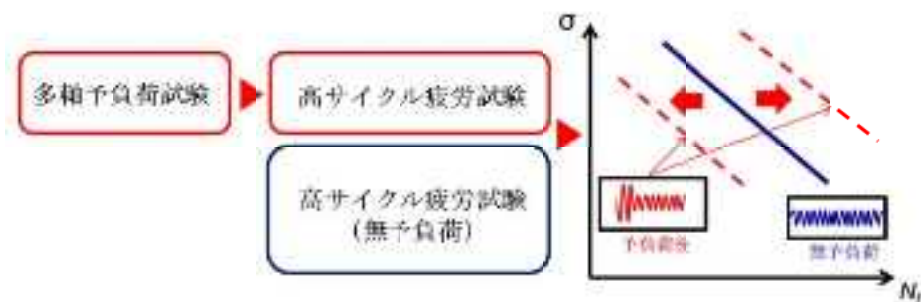 多種予負荷試験
高サイクル疲労試験
高サイクル疲労試験
(無予負荷)
σ
予負荷後
無予負荷